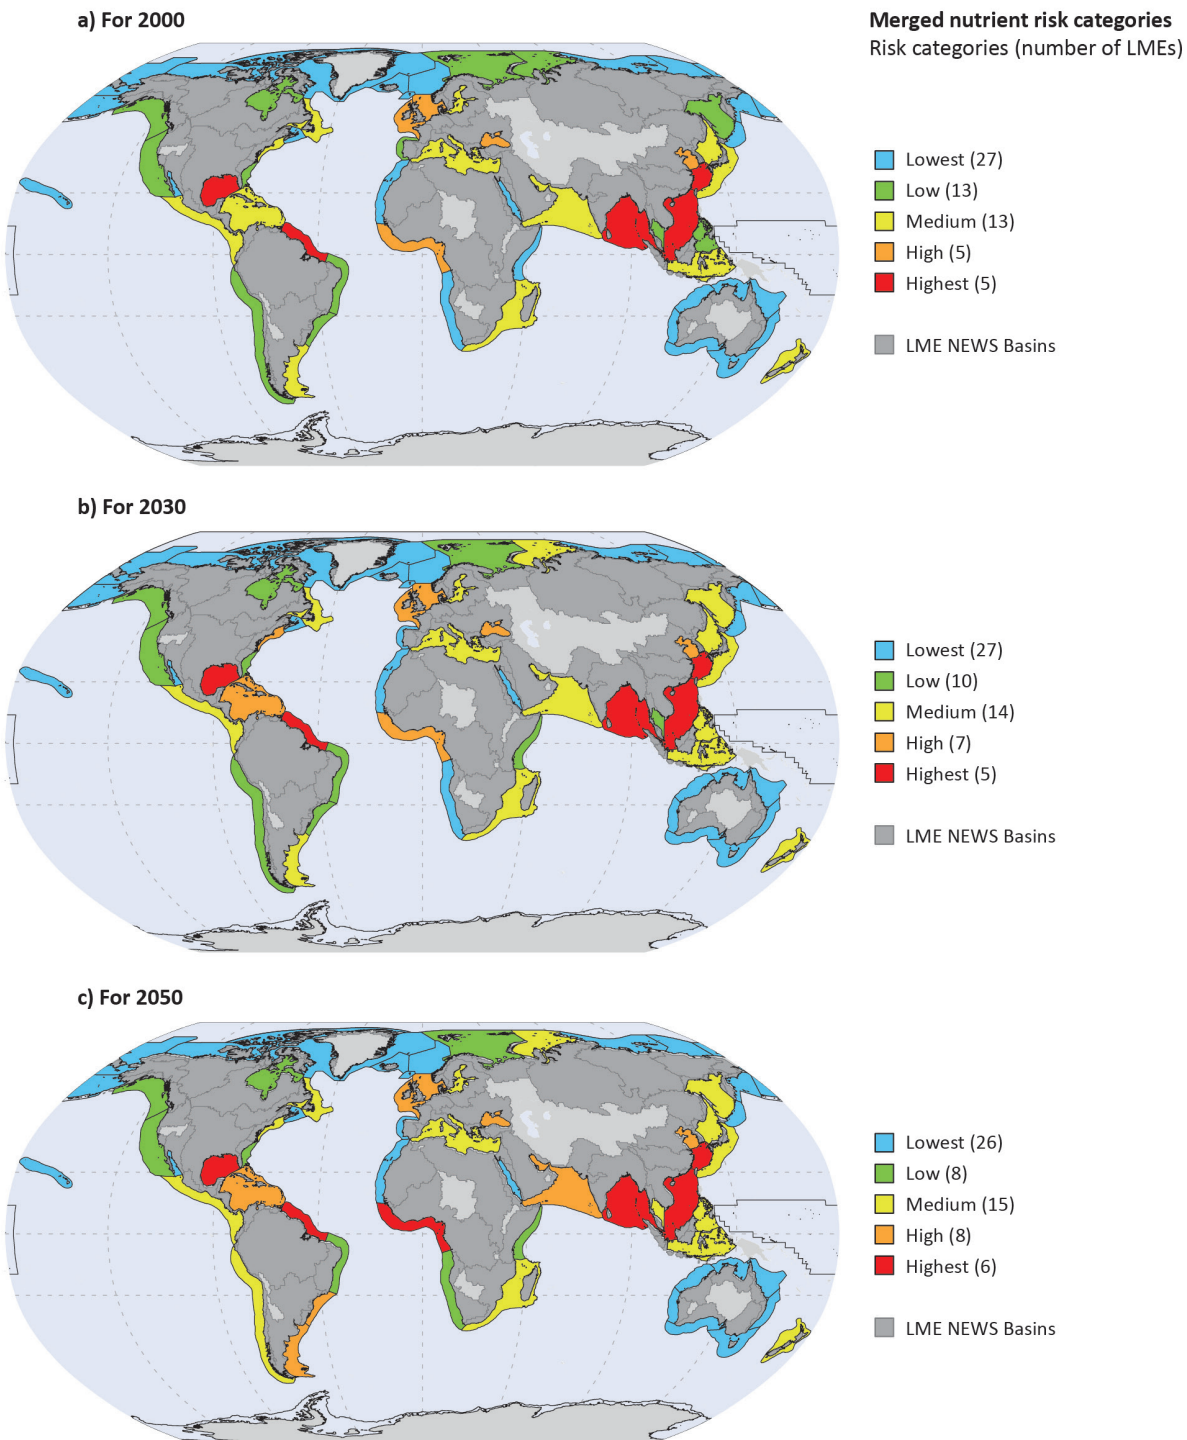 a) For 2000
Merged nutrient risk categories
Risk categories (number of LMEs)
Lowest (27)
Low (13)
Medium (13)
High (5)
Highest (5)
LME NEWS Basins
b) For 2030
Lowest (27)
Low (10)
Medium (14)
High (7)
Highest (5)
LME NEWS Basins
c) For 2050
Lowest (26)
Low (8)
Medium (15)
High (8)
Highest (6)
LME NEWS Basins